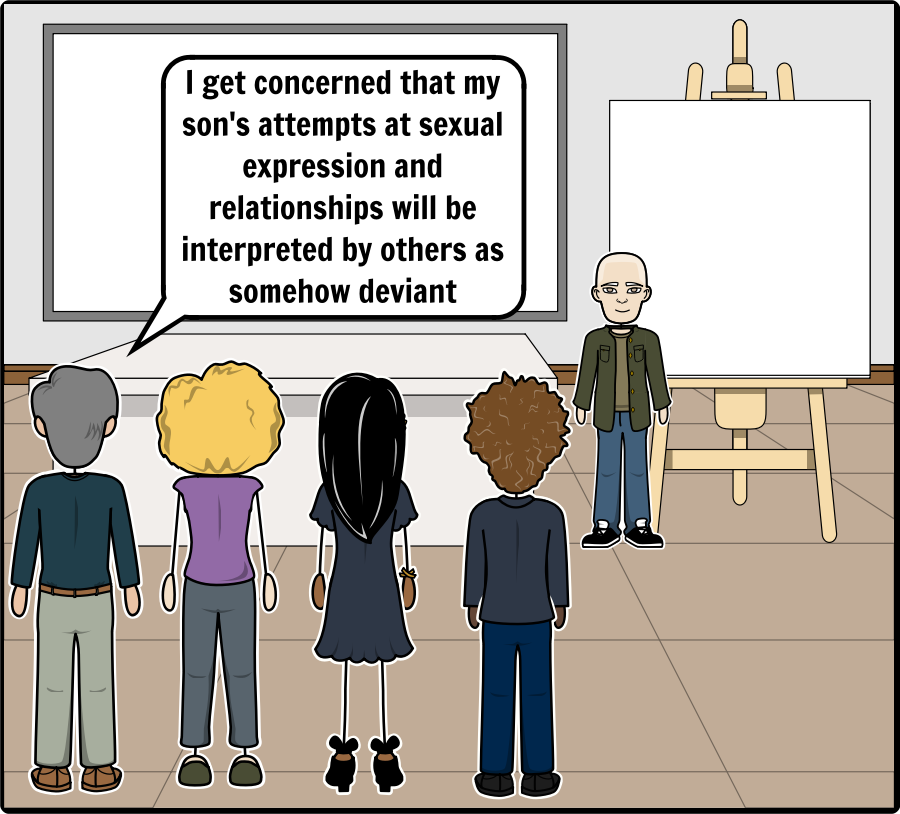 I get concerned that my
son's attempts at sexual
expression and
relationships will be
interpreted by others as
somehow deviant